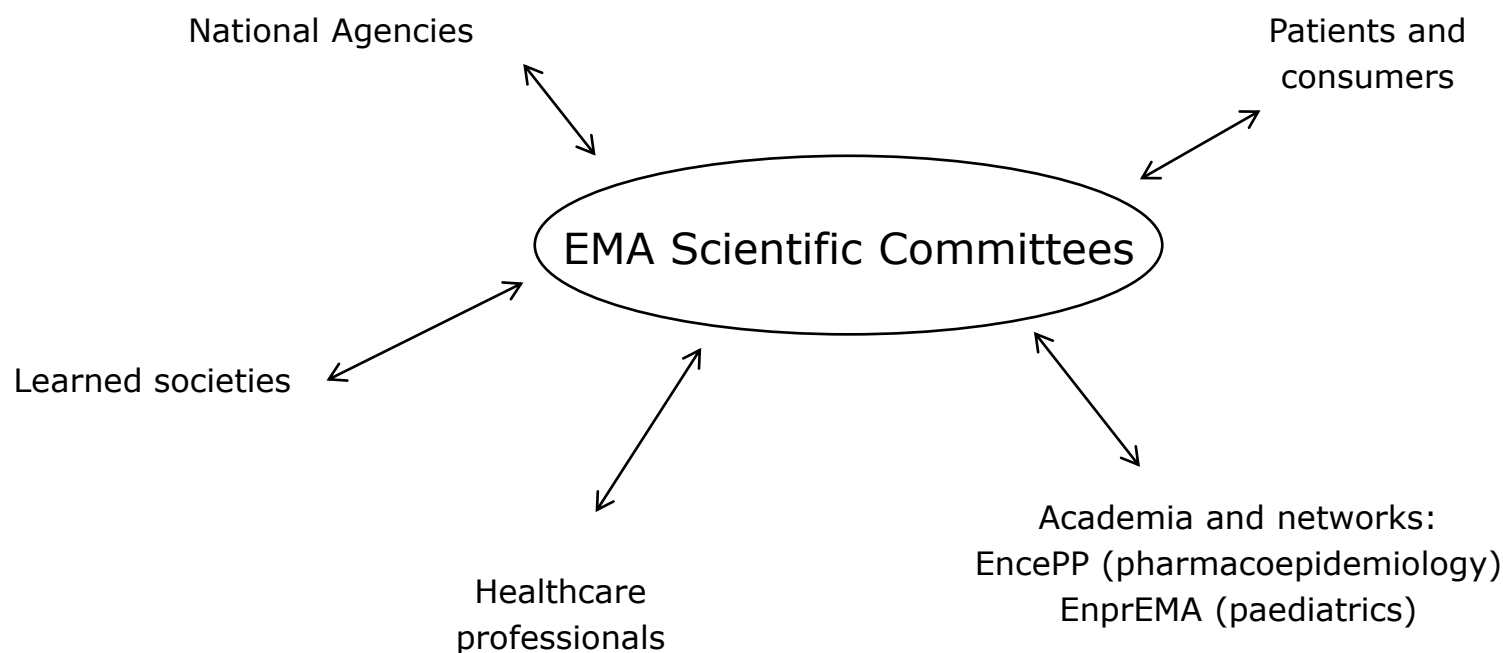 National Agencies
Patients and
consumers
EMA Scientific Committees
Learned societies
Healthcare
professionals
Academia and networks:
EncePP (pharmacoepidemiology)
EnprEMA (paediatrics)